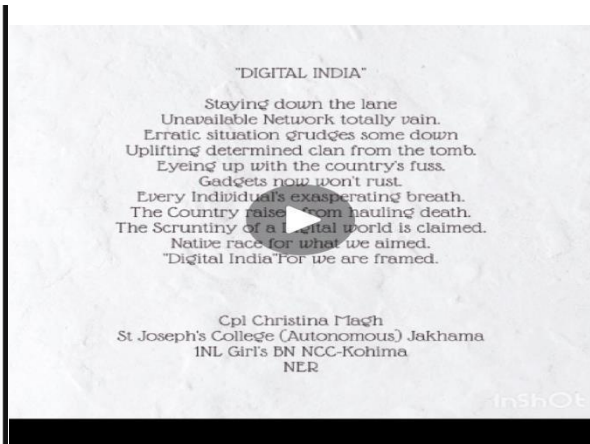 "DIGITAL INDIA"
Staying down the lane
Unavailable Network totally vain.
Erratic situation grudges some down
Uplifting determined clan from the tomb.
Eyeing up with the country's fuss.
Gadgets now won't rust.
Every Individual's exasperating breath.
The Country raises from hauling death.
The Scruntiny of a Digital world is claimed.
Native race for what we aimed.
"Digital India"For we are framed.
Cpl Christina Magh
St Joseph's College (Autonomous) Jakhama
1NL Girl's BN NCC-Kohima
NER
InShOt